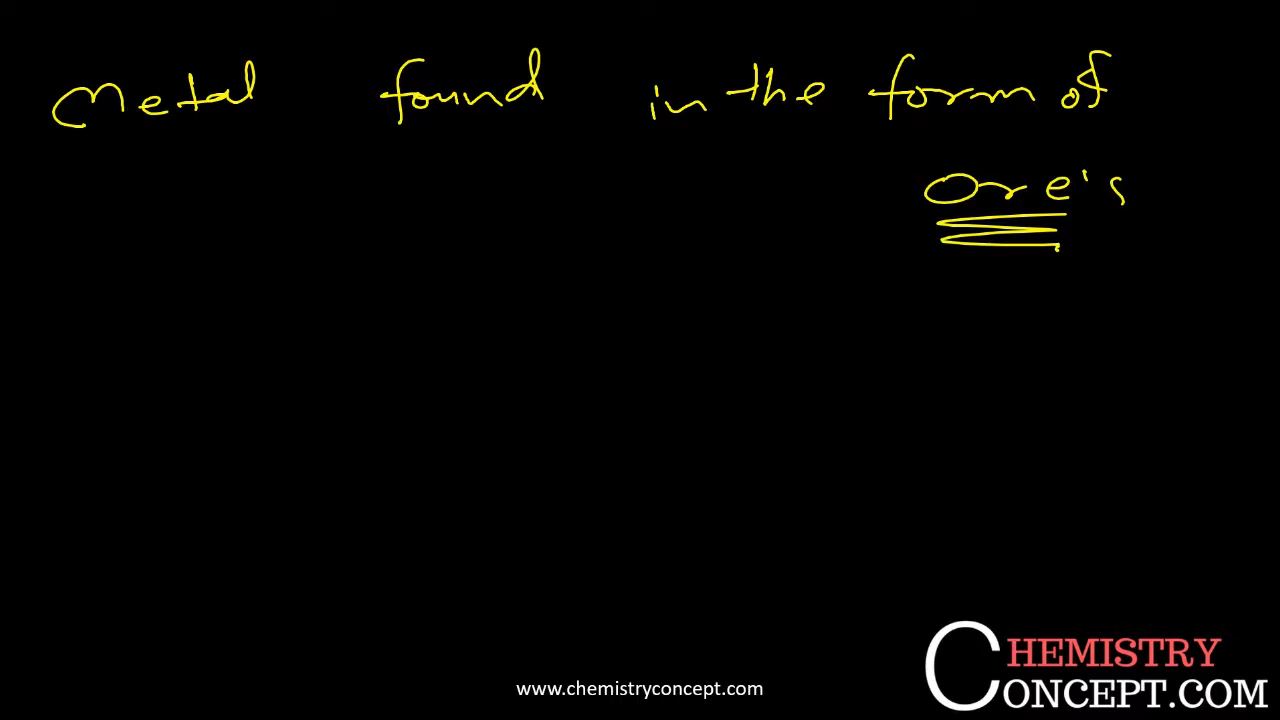 Metal found in the form of
Ore's
www.chemistryconcept.com
CHEMISTRY
CONCEPT.COM